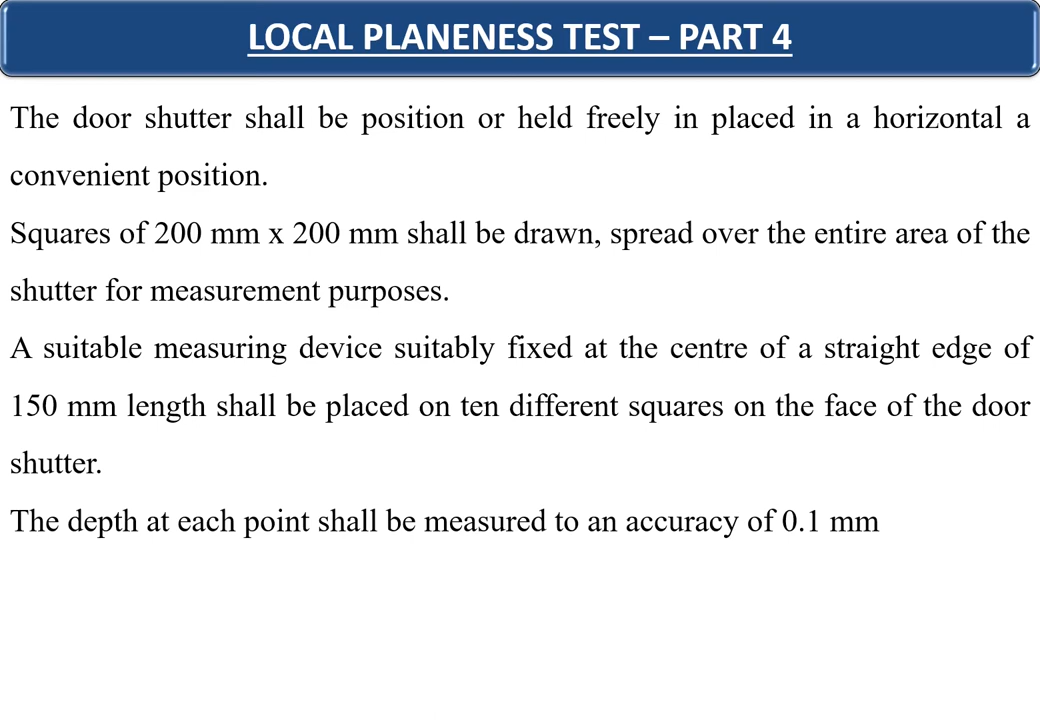 LOCAL PLANENESS TEST – PART 4
The door shutter shall be position or held freely in placed in a horizontal a
convenient position.
Squares of 200 mm x 200 mm shall be drawn, spread over the entire area of the
shutter for measurement purposes.
A suitable measuring device suitably fixed at the centre of a straight edge of
150 mm length shall be placed on ten different squares on the face of the door
shutter.
The depth at each point shall be measured to an accuracy of 0.1 mm